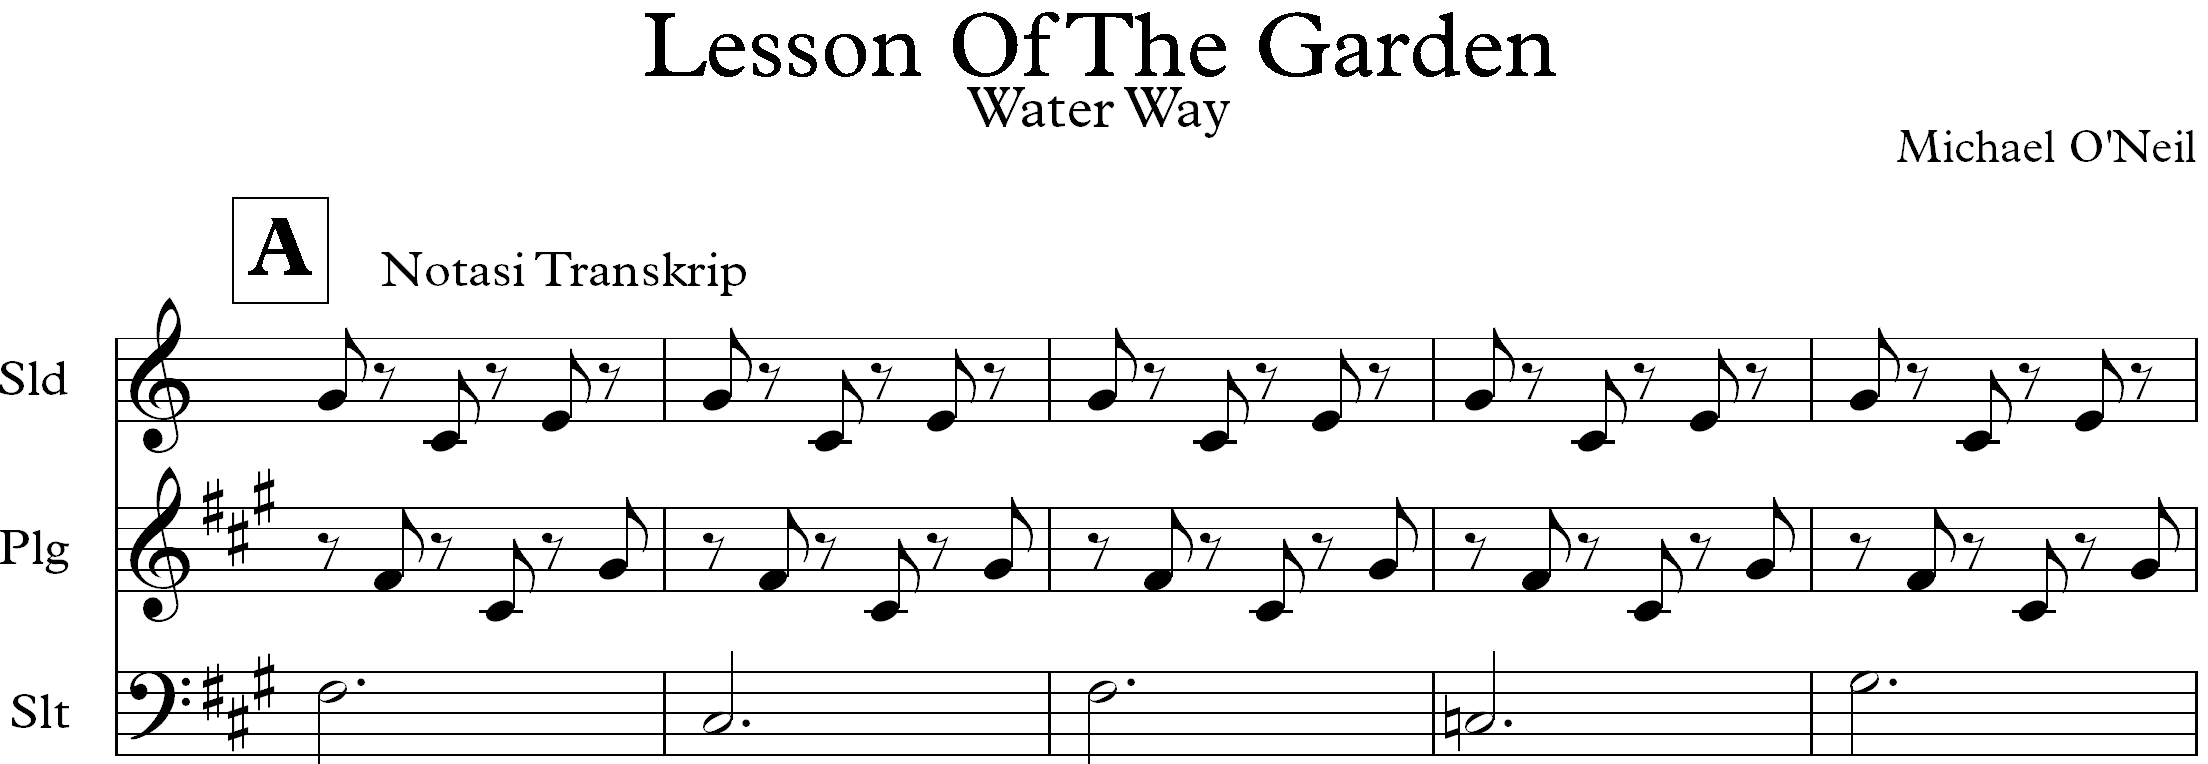 Lesson Of The Garden
Water Way
Michael O'Neil
A
Notasi Transkrip
Sld
Plg
Slt